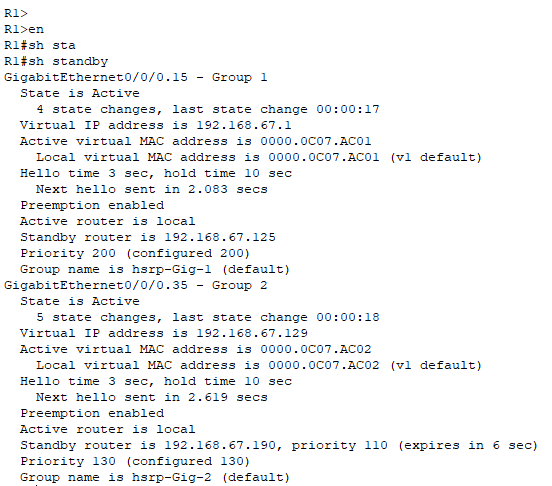 R1>
R1>en
R1#sh sta
R1#sh standby
GigabitEthernet0/0/0.15 - Group 1
  State is Active
    4 state changes, last state change 00:00:17
  Virtual IP address is 192.168.67.1
  Active virtual MAC address is 0000.0C07.AC01
    Local virtual MAC address is 0000.0C07.AC01 (v1 default)
  Hello time 3 sec, hold time 10 sec
    Next hello sent in 2.083 secs
  Preemption enabled
  Active router is local
  Standby router is 192.168.67.125
  Priority 200 (configured 200)
  Group name is hsrp-Gig-1 (default)
GigabitEthernet0/0/0.35 - Group 2
  State is Active
    5 state changes, last state change 00:00:18
  Virtual IP address is 192.168.67.129
  Active virtual MAC address is 0000.0C07.AC02
    Local virtual MAC address is 0000.0C07.AC02 (v1 default)
  Hello time 3 sec, hold time 10 sec
    Next hello sent in 2.619 secs
  Preemption enabled
  Active router is local
  Standby router is 192.168.67.190, priority 110 (expires in 6 sec)
  Priority 130 (configured 130)
  Group name is hsrp-Gig-2 (default)